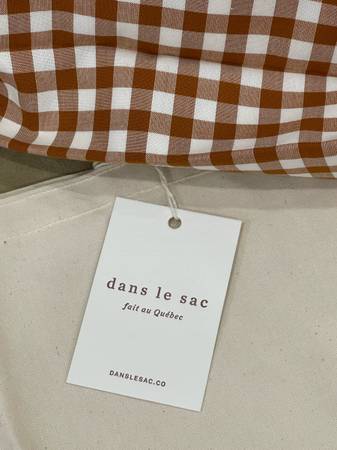 dans le sac
fait au Québec
DANSLESAC.CO